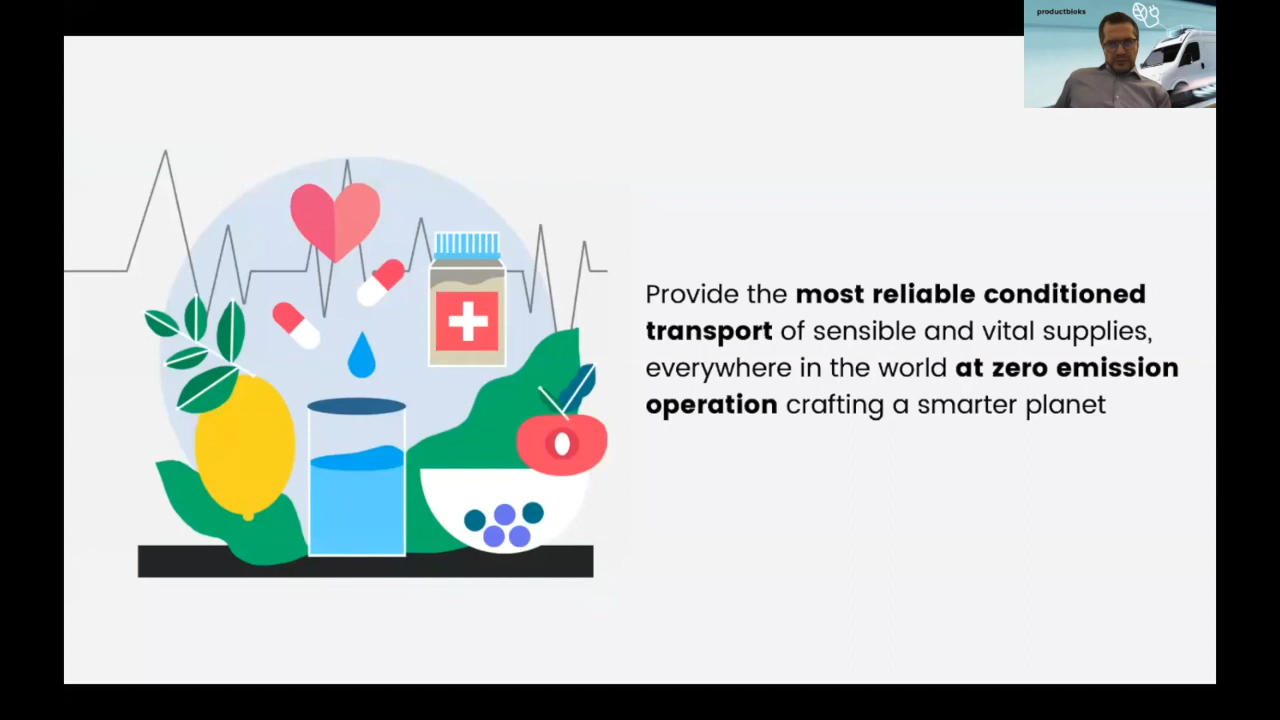 productbloks
Provide the most reliable conditioned
transport of sensible and vital supplies,
everywhere in the world at zero emission
operation crafting a smarter planet